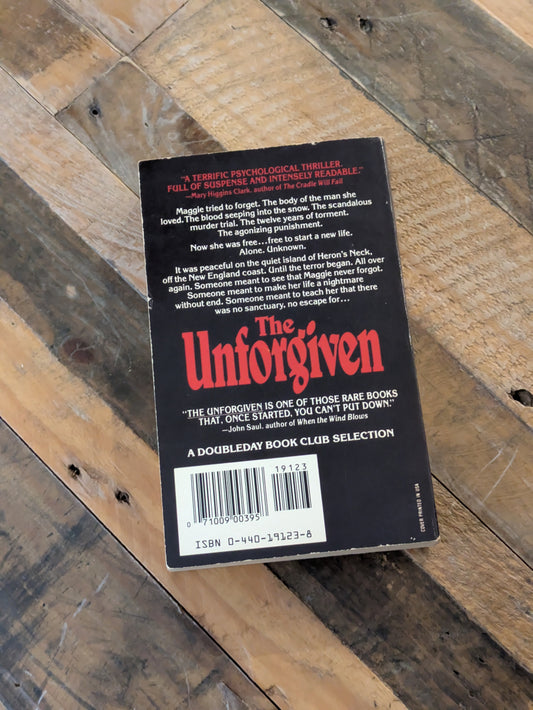 "A TERRIFIC PSYCHOLOGICAL THRILLER.
FULL OF SUSPENSE AND INTENSELY READABLE."
—Mary Higgins Clark, author of The Cradle Will Fall
Maggie tried to forget. The body of the man she
loved. The blood seeping into the snow. The scandalous
murder trial. The twelve years of torment.
The agonizing punishment.
Now she was free...free to start a new life.
Alone. Unknown.
It was peaceful on the quiet island of Heron's Neck,
off the New England coast. Until the terror began. All over
again. Someone meant to see that Maggie never forgot.
Someone meant to make her life a nightmare
without end. Someone meant to teach her that there
was no sanctuary, no escape for...
The
Unforgiven
"THE UNFORGIVEN IS ONE OF THOSE RARE BOOKS
THAT, ONCE STARTED, YOU CAN'T PUT DOWN."
—John Saul, author of When the Wind Blows
A DOUBLEDAY BOOK CLUB SELECTION
19123
0 71009 00395
ISBN 0-440-19123-8
COVER PRINTED IN USA